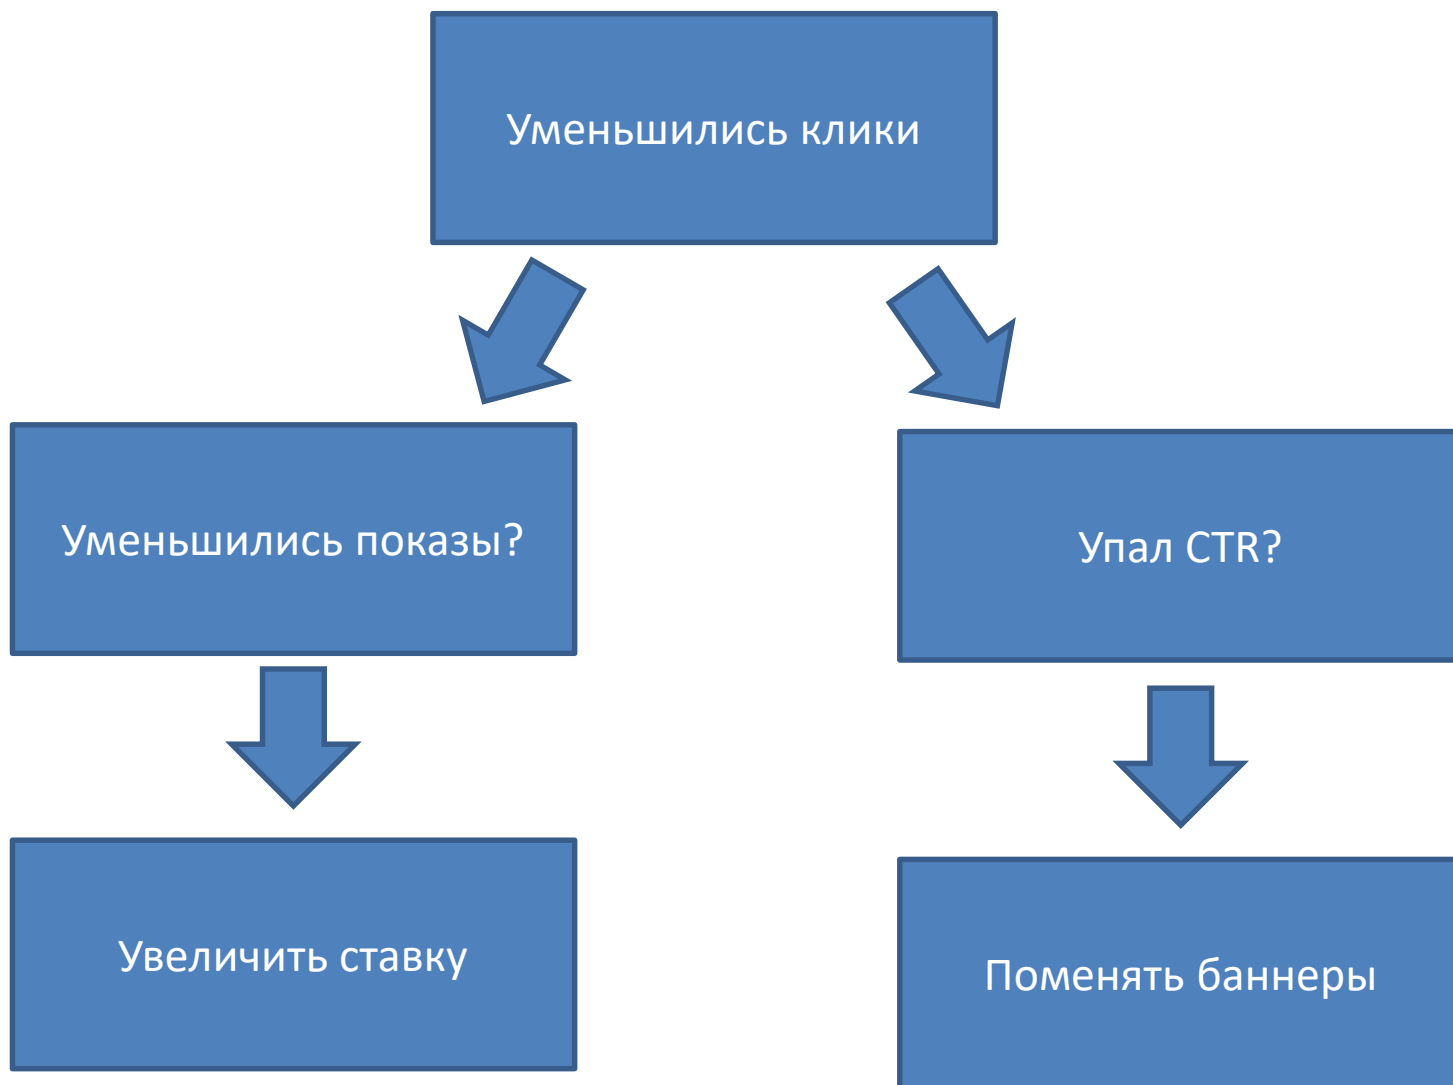 Уменьшились клики
Уменьшились показы?
Упал CTR?
Увеличить ставку
Поменять баннеры